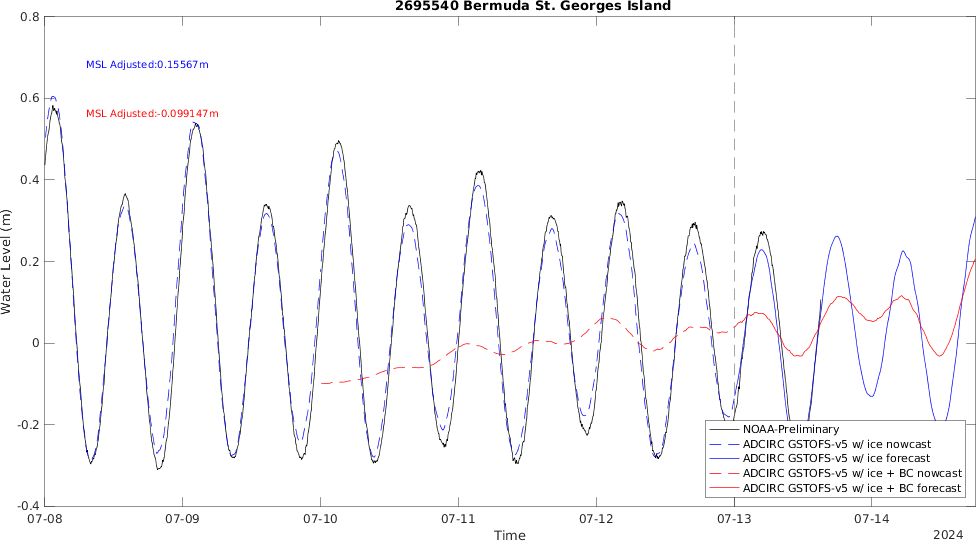 2695540 Bermuda St. Georges Island
0.8
0.6
0.4
0.2
0
-0.2
-0.4
Water Level (m)
MSL Adjusted:0.15567m
MSL Adjusted:-0.099147m
NOAA-Preliminary
ADCIRC GSTOFS-v5 w/ ice nowcast
ADCIRC GSTOFS-v5 w/ ice forecast
ADCIRC GSTOFS-v5 w/ ice + BC nowcast
ADCIRC GSTOFS-v5 w/ ice + BC forecast
07-08 07-09 07-10 07-11 07-12 07-13 07-14
Time
2024